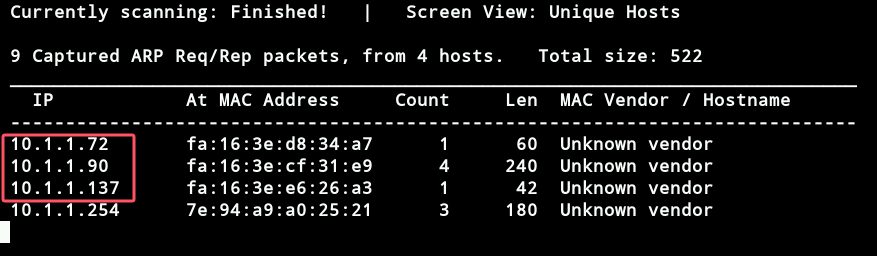 Currently scanning: Finished!   |   Screen View: Unique Hosts
9 Captured ARP Req/Rep packets, from 4 hosts.   Total size: 522
_____________________________________________________________________________
  IP            At MAC Address     Count     Len  MAC Vendor / Hostname
-----------------------------------------------------------------------------
10.1.1.72       fa:16:3e:d8:34:a7      1      60  Unknown vendor
10.1.1.90       fa:16:3e:cf:31:e9      4     240  Unknown vendor
10.1.1.137      fa:16:3e:e6:26:a3      1      42  Unknown vendor
10.1.1.254      7e:94:a9:a0:25:21      3     180  Unknown vendor